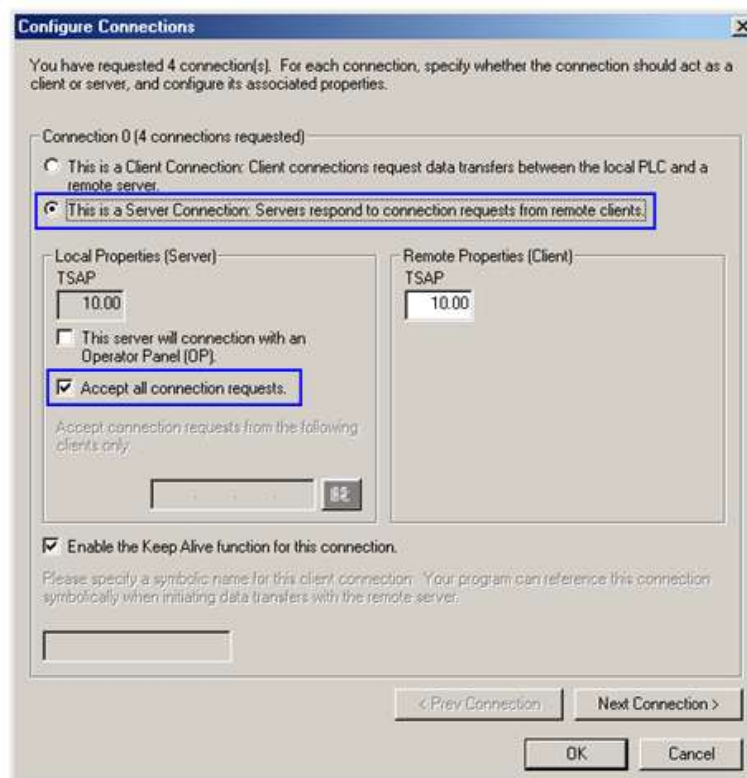 Configure Connections
You have requested 4 connection(s). For each connection, specify whether the connection should act as a
client or server, and configure its associated properties.
Connection 0 (4 connections requested)
This is a Client Connection: Client connections request data transfers between the local PLC and a
remote server.
This is a Server Connection: Servers respond to connection requests from remote clients.
Local Properties (Server)
TSAP
10.00
This server will connection with an
Operator Panel (OP).
Accept all connection requests.
Accept connection requests from the following
clients only:
Remote Properties (Client)
TSAP
10.00
Enable the Keep Alive function for this connection.
Please specify a symbolic name for this client connection. Your program can reference this connection
symbolically when initiating data transfers with the remote server.
< Prev Connection
Next Connection >
OK
Cancel